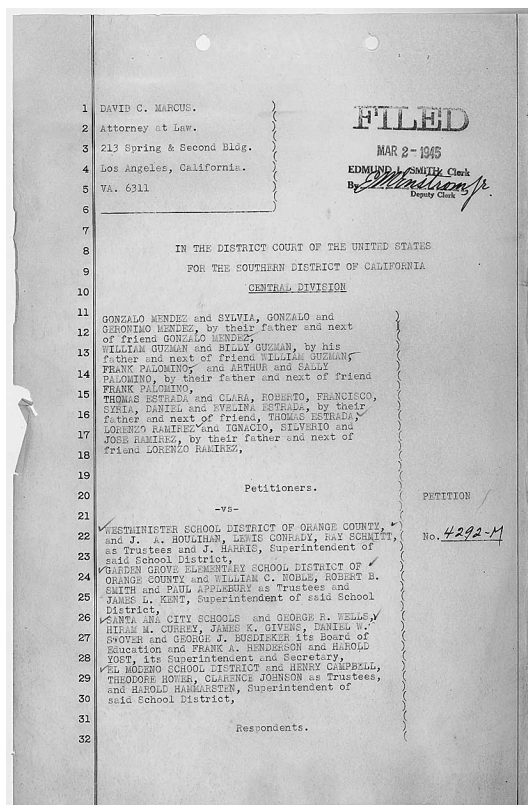 1 DAVID C. MARCUS.
2 Attorney at Law.
3 213 Spring & Second Bldg.
4 Los Angeles, California.
5 VA. 6311
6
FILED
MAR 2-1945
EDMUND L. SMITH, Clerk
By
Deputy Clerk
7
8 IN THE DISTRICT COURT OF THE UNITED STATES
9 FOR THE SOUTHERN DISTRICT OF CALIFORNIA
10 CENTRAL DIVISION
11 GONZALO MENDEZ and SYLVIA, GONZALO and
12 GERONIMO MENDEZ, by their father and next
of friend GONZALO MENDEZ,
13 WILLIAM GUZMAN and BILLY GUZMAN, by his
father and next of friend WILLIAM GUZMAN,
14 FRANK PALOMINO, and ARTHUR and SALLY
PALOMINO, by their father and next of friend
15 FRANK PALOMINO,
THOMAS ESTRADA and CLARA, ROBERTO, FRANCISCO,
16 SYRIA, DANIEL and EVELINA ESTRADA, by their
father and next of friend, THOMAS ESTRADA,
17 LORENZO RAMIREZ and IGNACIO, SILVERIO and
JOSE RAMIREZ, by their father and next of
18 friend LORENZO RAMIREZ,
19
20 Petitioners.
PETITION
21 -vs-
22 WESTMINISTER SCHOOL DISTRICT OF ORANGE COUNTY,
and J. A. HOULIHAN, LEWIS CONRADY, RAY SCHMITT,
No. 4292-M
23 as Trustees and J. HARRIS, Superintendent of
said School District,
24 GARDEN GROVE ELEMENTARY SCHOOL DISTRICT OF
ORANGE COUNTY and WILLIAM C. NOBLE, ROBERT B.
25 SMITH and PAUL APPLEBURY as Trustees and
JAMES L. KENT, Superintendent of said School
District,
26 SANTA ANA CITY SCHOOLS and GEORGE R. WELLS,
HIRAM M. CURREY, JAMES K. GIVENS, DANIEL W.
27 STOVER and GEORGE J. BUSDIEKER its Board of
Education and FRANK A. HENDERSON and HAROLD
28 YOST, its Superintendent and Secretary,
EL MODENO SCHOOL DISTRICT and HENRY CAMPBELL,
29 THEODORE HOWER, CLARENCE JOHNSON as Trustees,
and HAROLD HAMMARSTEN, Superintendent of
30 said School District,
31
Respondents.
32